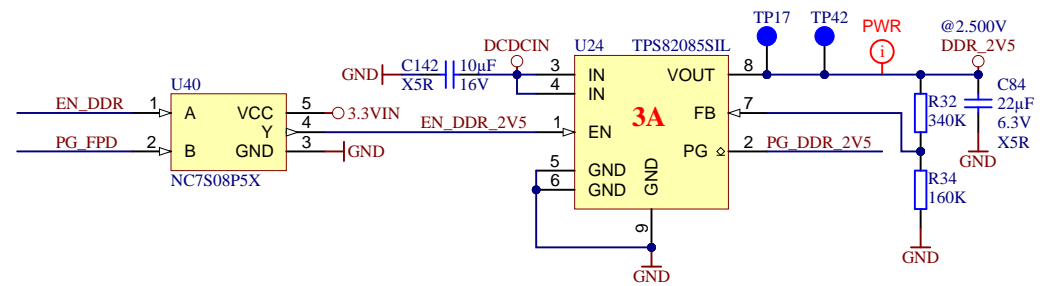 TP17 TP42 PWR @2.500V
DCDCIN U24 TPS82085SIL DDR_2V5
C142 10µF 3 IN VOUT 8
GND X5R 16V 4 IN
C84
22µF
6.3V
X5R
GND
R32
340K
U40
EN_DDR 1 A VCC 5 3.3VIN
Y 4 EN_DDR_2V5 1 EN 3A FB 7
PG_FPD 2 B GND 3 GND
NC7S08P5X
PG 2 PG_DDR_2V5
5 GND
6 GND
GND
9
GND
R34
160K
GND
i